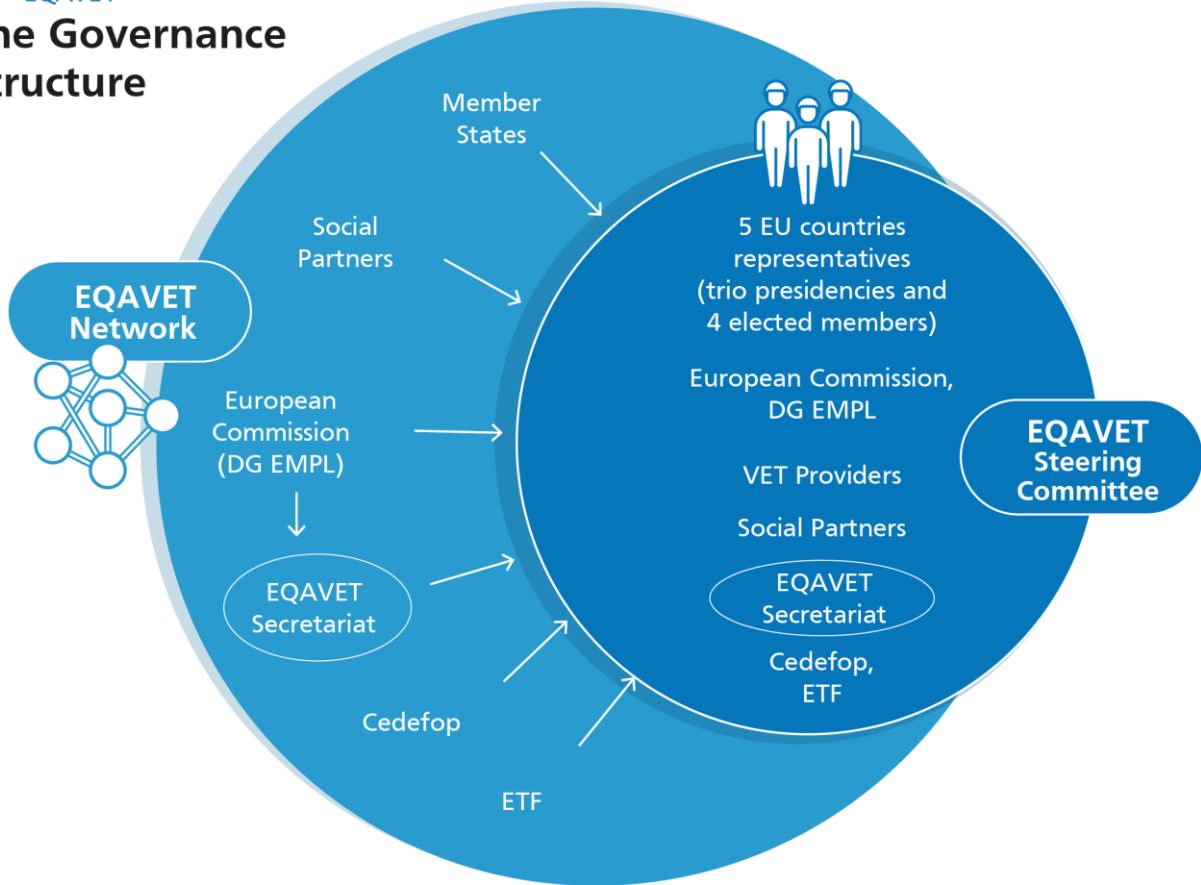 EQAVET
he Governance
tructure
Member
States
Social
Partners
EQAVET
Network
European
Commission
(DG EMPL)
EQAVET
Secretariat
Cedefop
ETF
5 EU countries
representatives
(trio presidencies and
4 elected members)
European Commission,
DG EMPL
VET Providers
Social Partners
EQAVET
Secretariat
Cedefop,
ETF
EQAVET
Steering
Committee